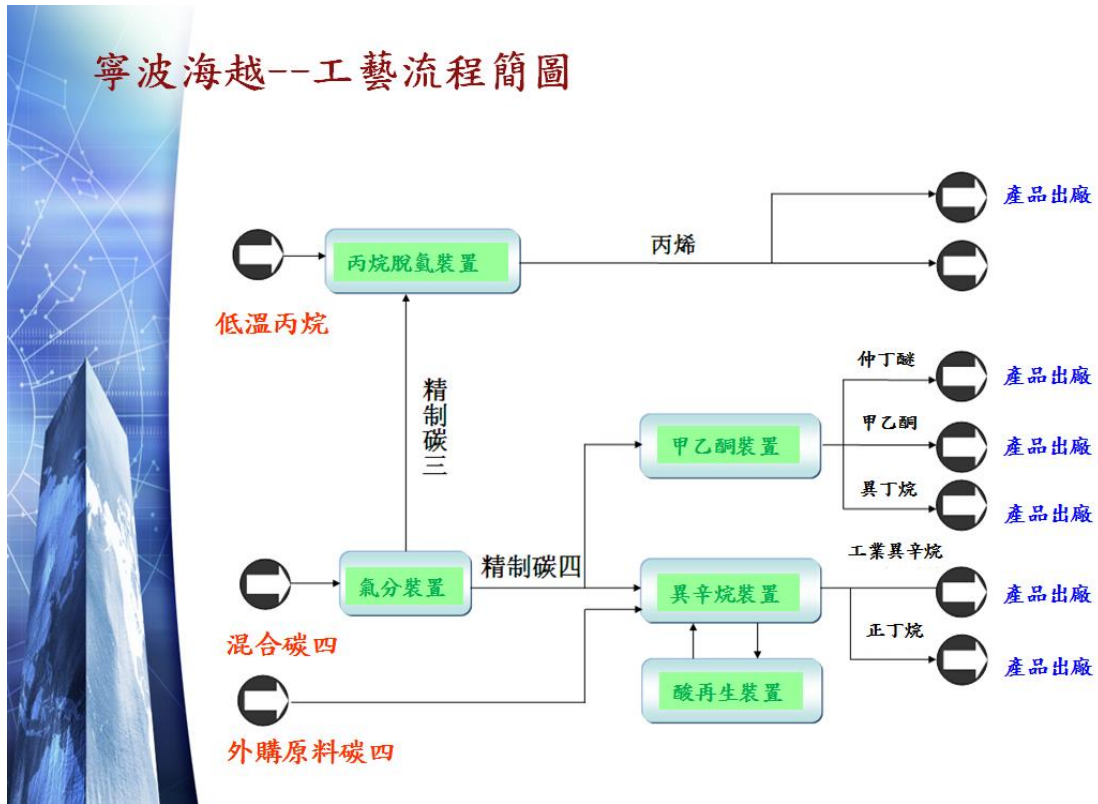 寧波海越--工藝流程簡圖
產品出廠
丙烯
丙烷脫氫裝置
低溫丙烷
精制碳三
仲丁醚
產品出廠
甲乙酮
甲乙酮裝置
產品出廠
異丁烷
產品出廠
工業異辛烷
精制碳四
氣分裝置
異辛烷裝置
產品出廠
正丁烷
混合碳四
產品出廠
酸再生裝置
外購原料碳四